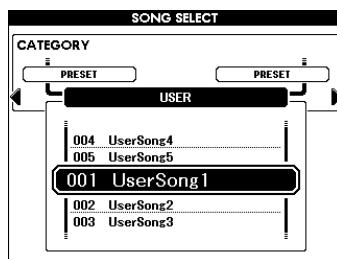 SONG SELECT
CATEGORY
PRESET PRESET
USER
004 UserSong4
005 UserSong5
001 UserSong1
002 UserSong2
003 UserSong3